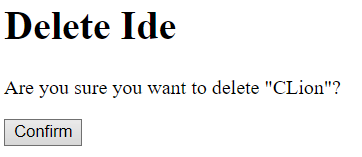 Delete Ide
Are you sure you want to delete "CLion"?
Confirm